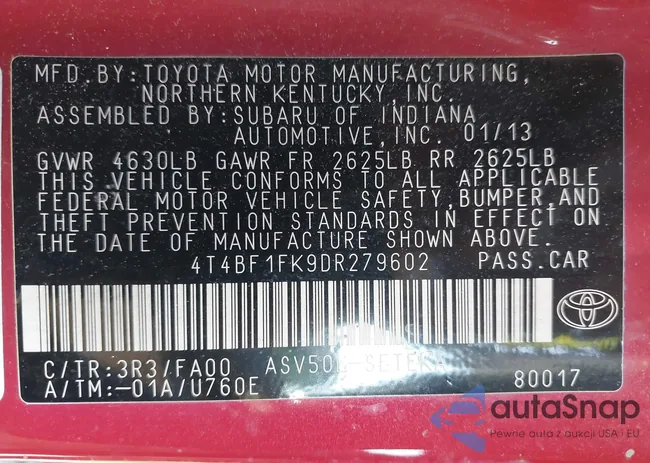 MFD.BY:TOYOTA MOTOR MANUFACTURING,
NORTHERN KENTUCKY,INC.
ASSEMBLED BY:SUBARU OF INDIANA
AUTOMOTIVE,INC. 01/13
GVWR 4630LB GAWR FR 2625LB RR 2625LB
THIS VEHICLE CONFORMS TO ALL APPLICABLE
FEDERAL MOTOR VEHICLE SAFETY,BUMPER,AND
THEFT PREVENTION STANDARDS IN EFFECT ON
THE DATE OF MANUFACTURE SHOWN ABOVE.
4T4BF1FK9DR279602 PASS.CAR
C/TR:3R3/FA00
A/TM:-01A/U760E 80017
autaSnap
Pewne auta z aukcji USA i EU